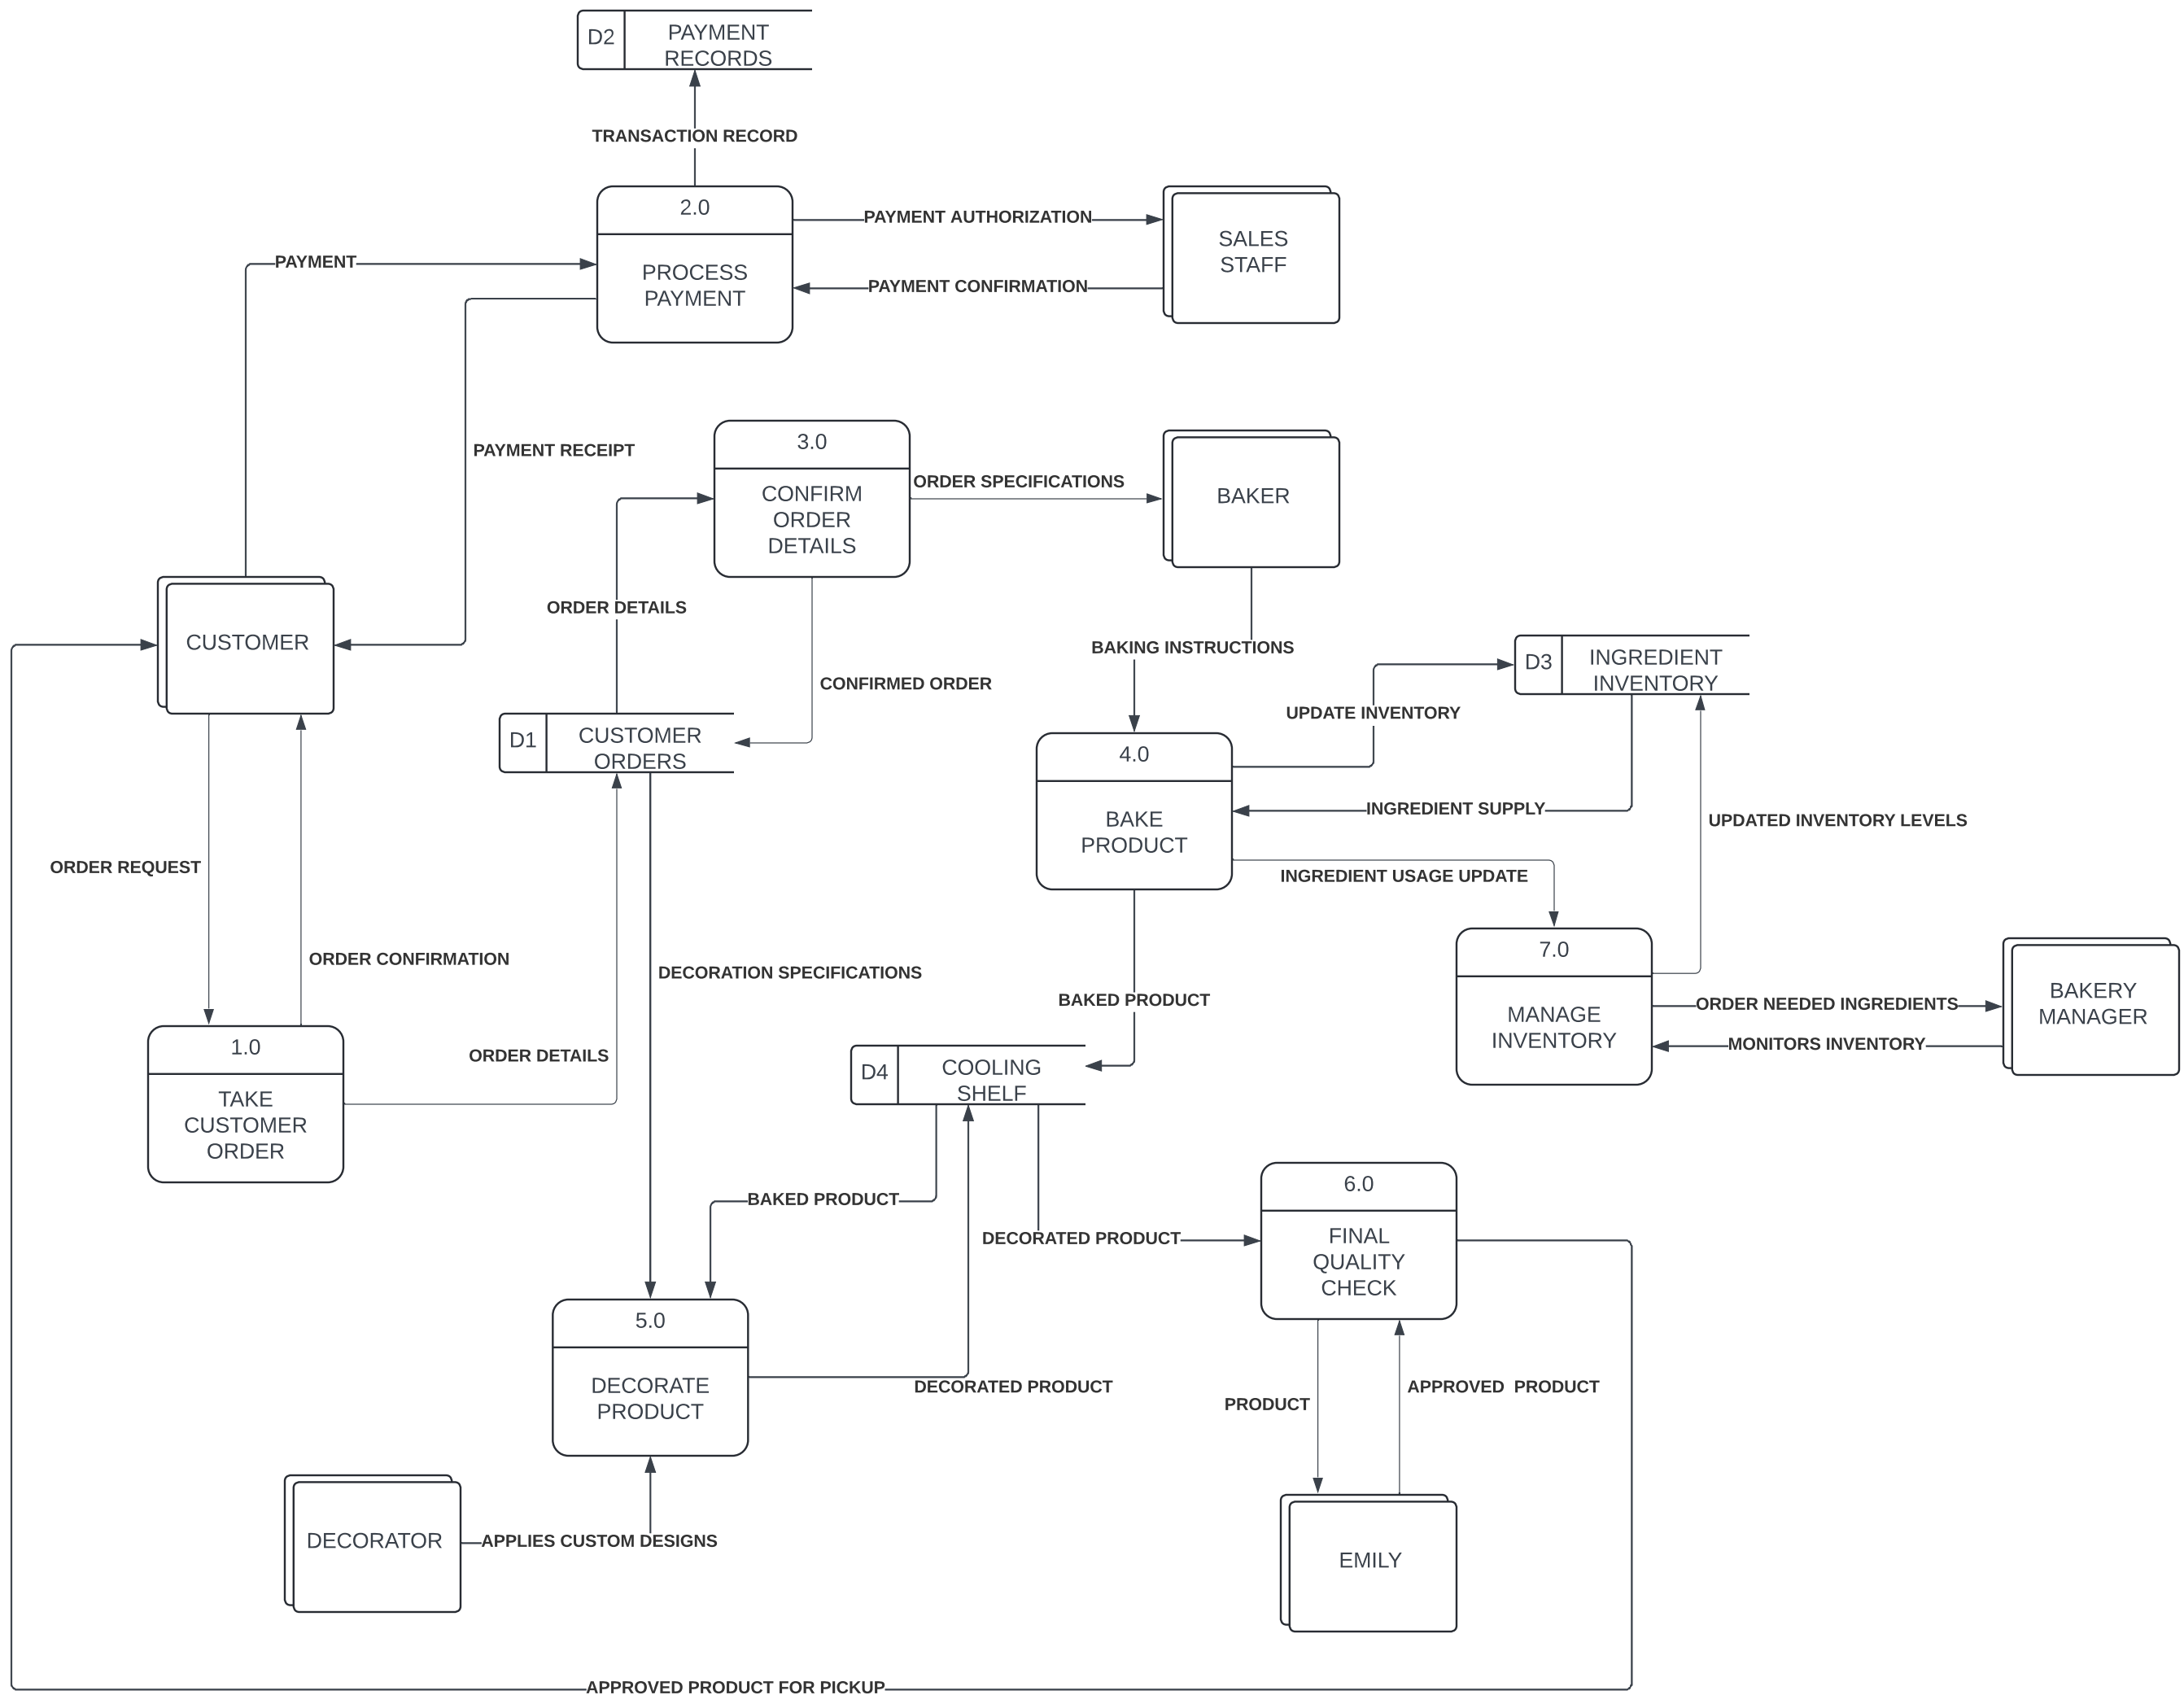 D2
PAYMENT
RECORDS
TRANSACTION RECORD
2.0
PROCESS
PAYMENT
PAYMENT AUTHORIZATION
PAYMENT CONFIRMATION
SALES
STAFF
PAYMENT
PAYMENT RECEIPT
3.0
CONFIRM
ORDER
DETAILS
ORDER SPECIFICATIONS
BAKER
ORDER DETAILS
CUSTOMER
CONFIRMED ORDER
BAKING INSTRUCTIONS
D3
INGREDIENT
INVENTORY
D1
CUSTOMER
ORDERS
UPDATE INVENTORY
4.0
BAKE
PRODUCT
INGREDIENT SUPPLY
UPDATED INVENTORY LEVELS
INGREDIENT USAGE UPDATE
ORDER REQUEST
ORDER CONFIRMATION
DECORATION SPECIFICATIONS
BAKED PRODUCT
7.0
MANAGE
INVENTORY
ORDER NEEDED INGREDIENTS
MONITORS INVENTORY
BAKERY
MANAGER
1.0
TAKE
CUSTOMER
ORDER
ORDER DETAILS
D4
COOLING
SHELF
BAKED PRODUCT
DECORATED PRODUCT
6.0
FINAL
QUALITY
CHECK
5.0
DECORATE
PRODUCT
DECORATED PRODUCT
PRODUCT
APPROVED  PRODUCT
DECORATOR
APPLIES CUSTOM DESIGNS
EMILY
APPROVED PRODUCT FOR PICKUP